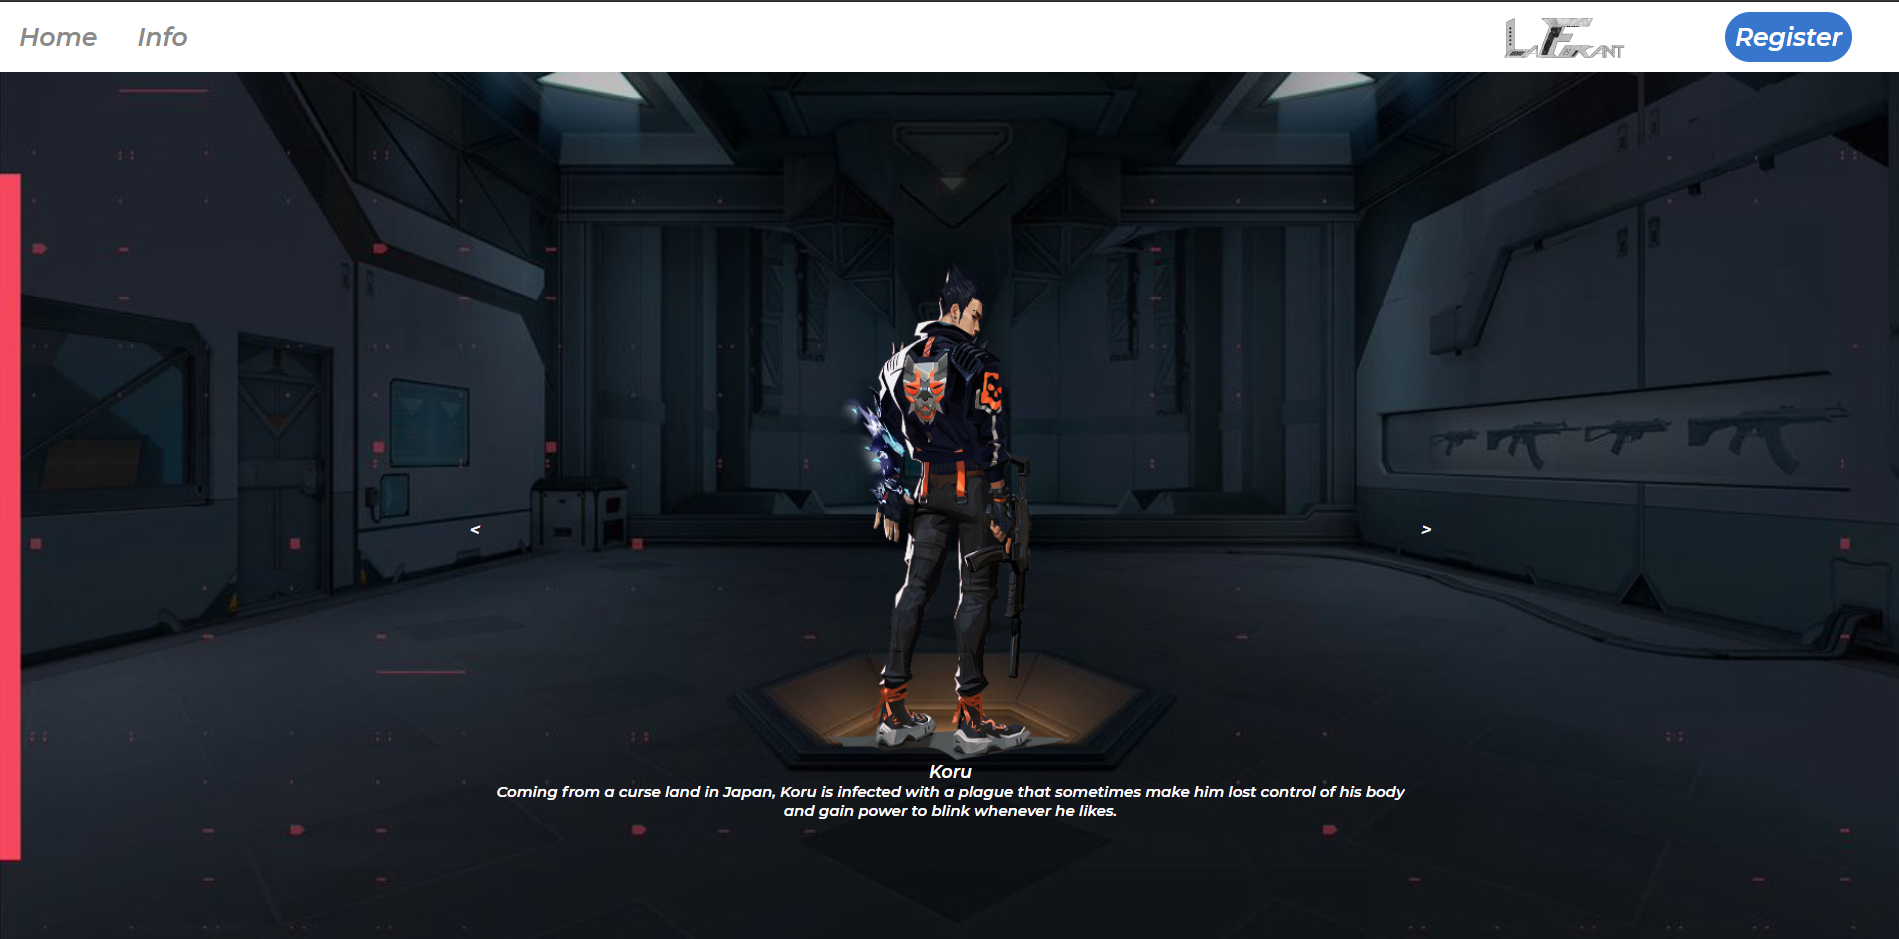 Home Info Register
<
>
Koru
Coming from a curse land in Japan, Koru is infected with a plague that sometimes make him lost control of his body
and gain power to blink whenever he likes.